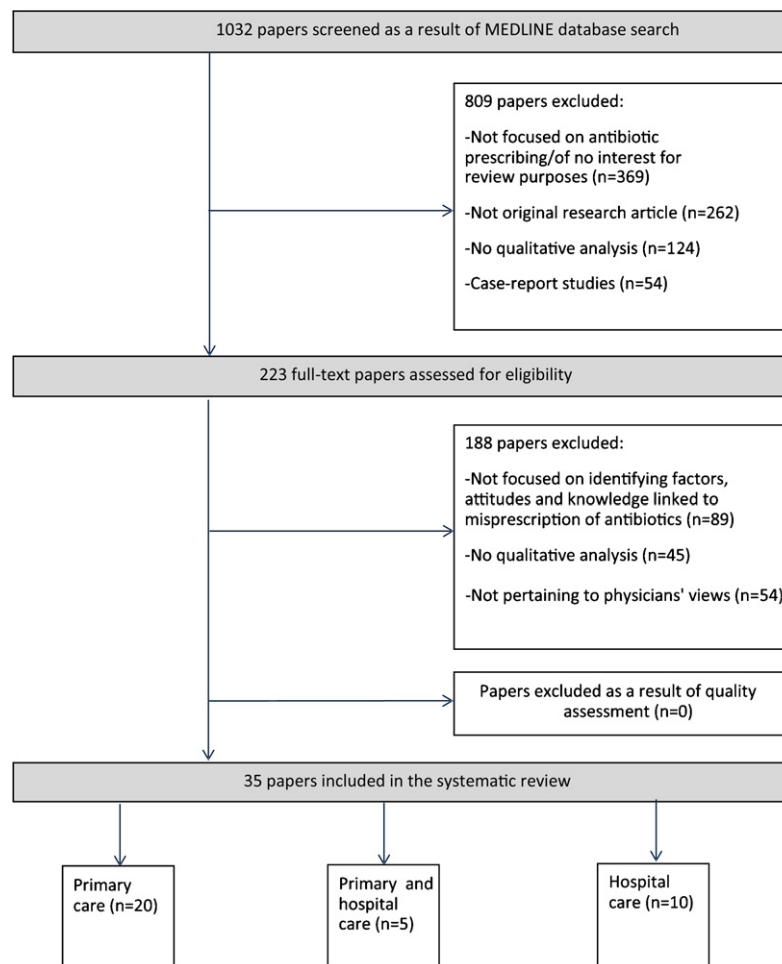 1032 papers screened as a result of MEDLINE database search
809 papers excluded:
-Not focused on antibiotic
prescribing/of no interest for
review purposes (n=369)
-Not original research article (n=262)
-No qualitative analysis (n=124)
-Case-report studies (n=54)
223 full-text papers assessed for eligibility
188 papers excluded:
-Not focused on identifying factors,
attitudes and knowledge linked to
misprescription of antibiotics (n=89)
-No qualitative analysis (n=45)
-Not pertaining to physicians' views (n=54)
Papers excluded as a result of quality
assessment (n=0)
35 papers included in the systematic review
Primary
care (n=20)
Primary and
hospital
care (n=5)
Hospital
care (n=10)